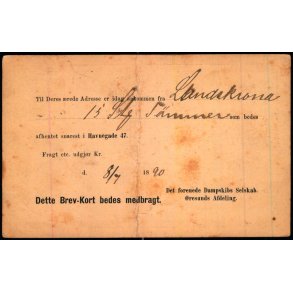 Til Deres ærede Adresse er idag ankommen fra Landskrona
" " 15 Stk Tømmer som bedes
afhentet snarest i Havnegade 47.
Fragt etc. udgjør Kr.
d. 8/7 1890
Det forenede Dampskibs Selskab.
Øresunds Afdeling.
Dette Brev-Kort bedes medbragt.